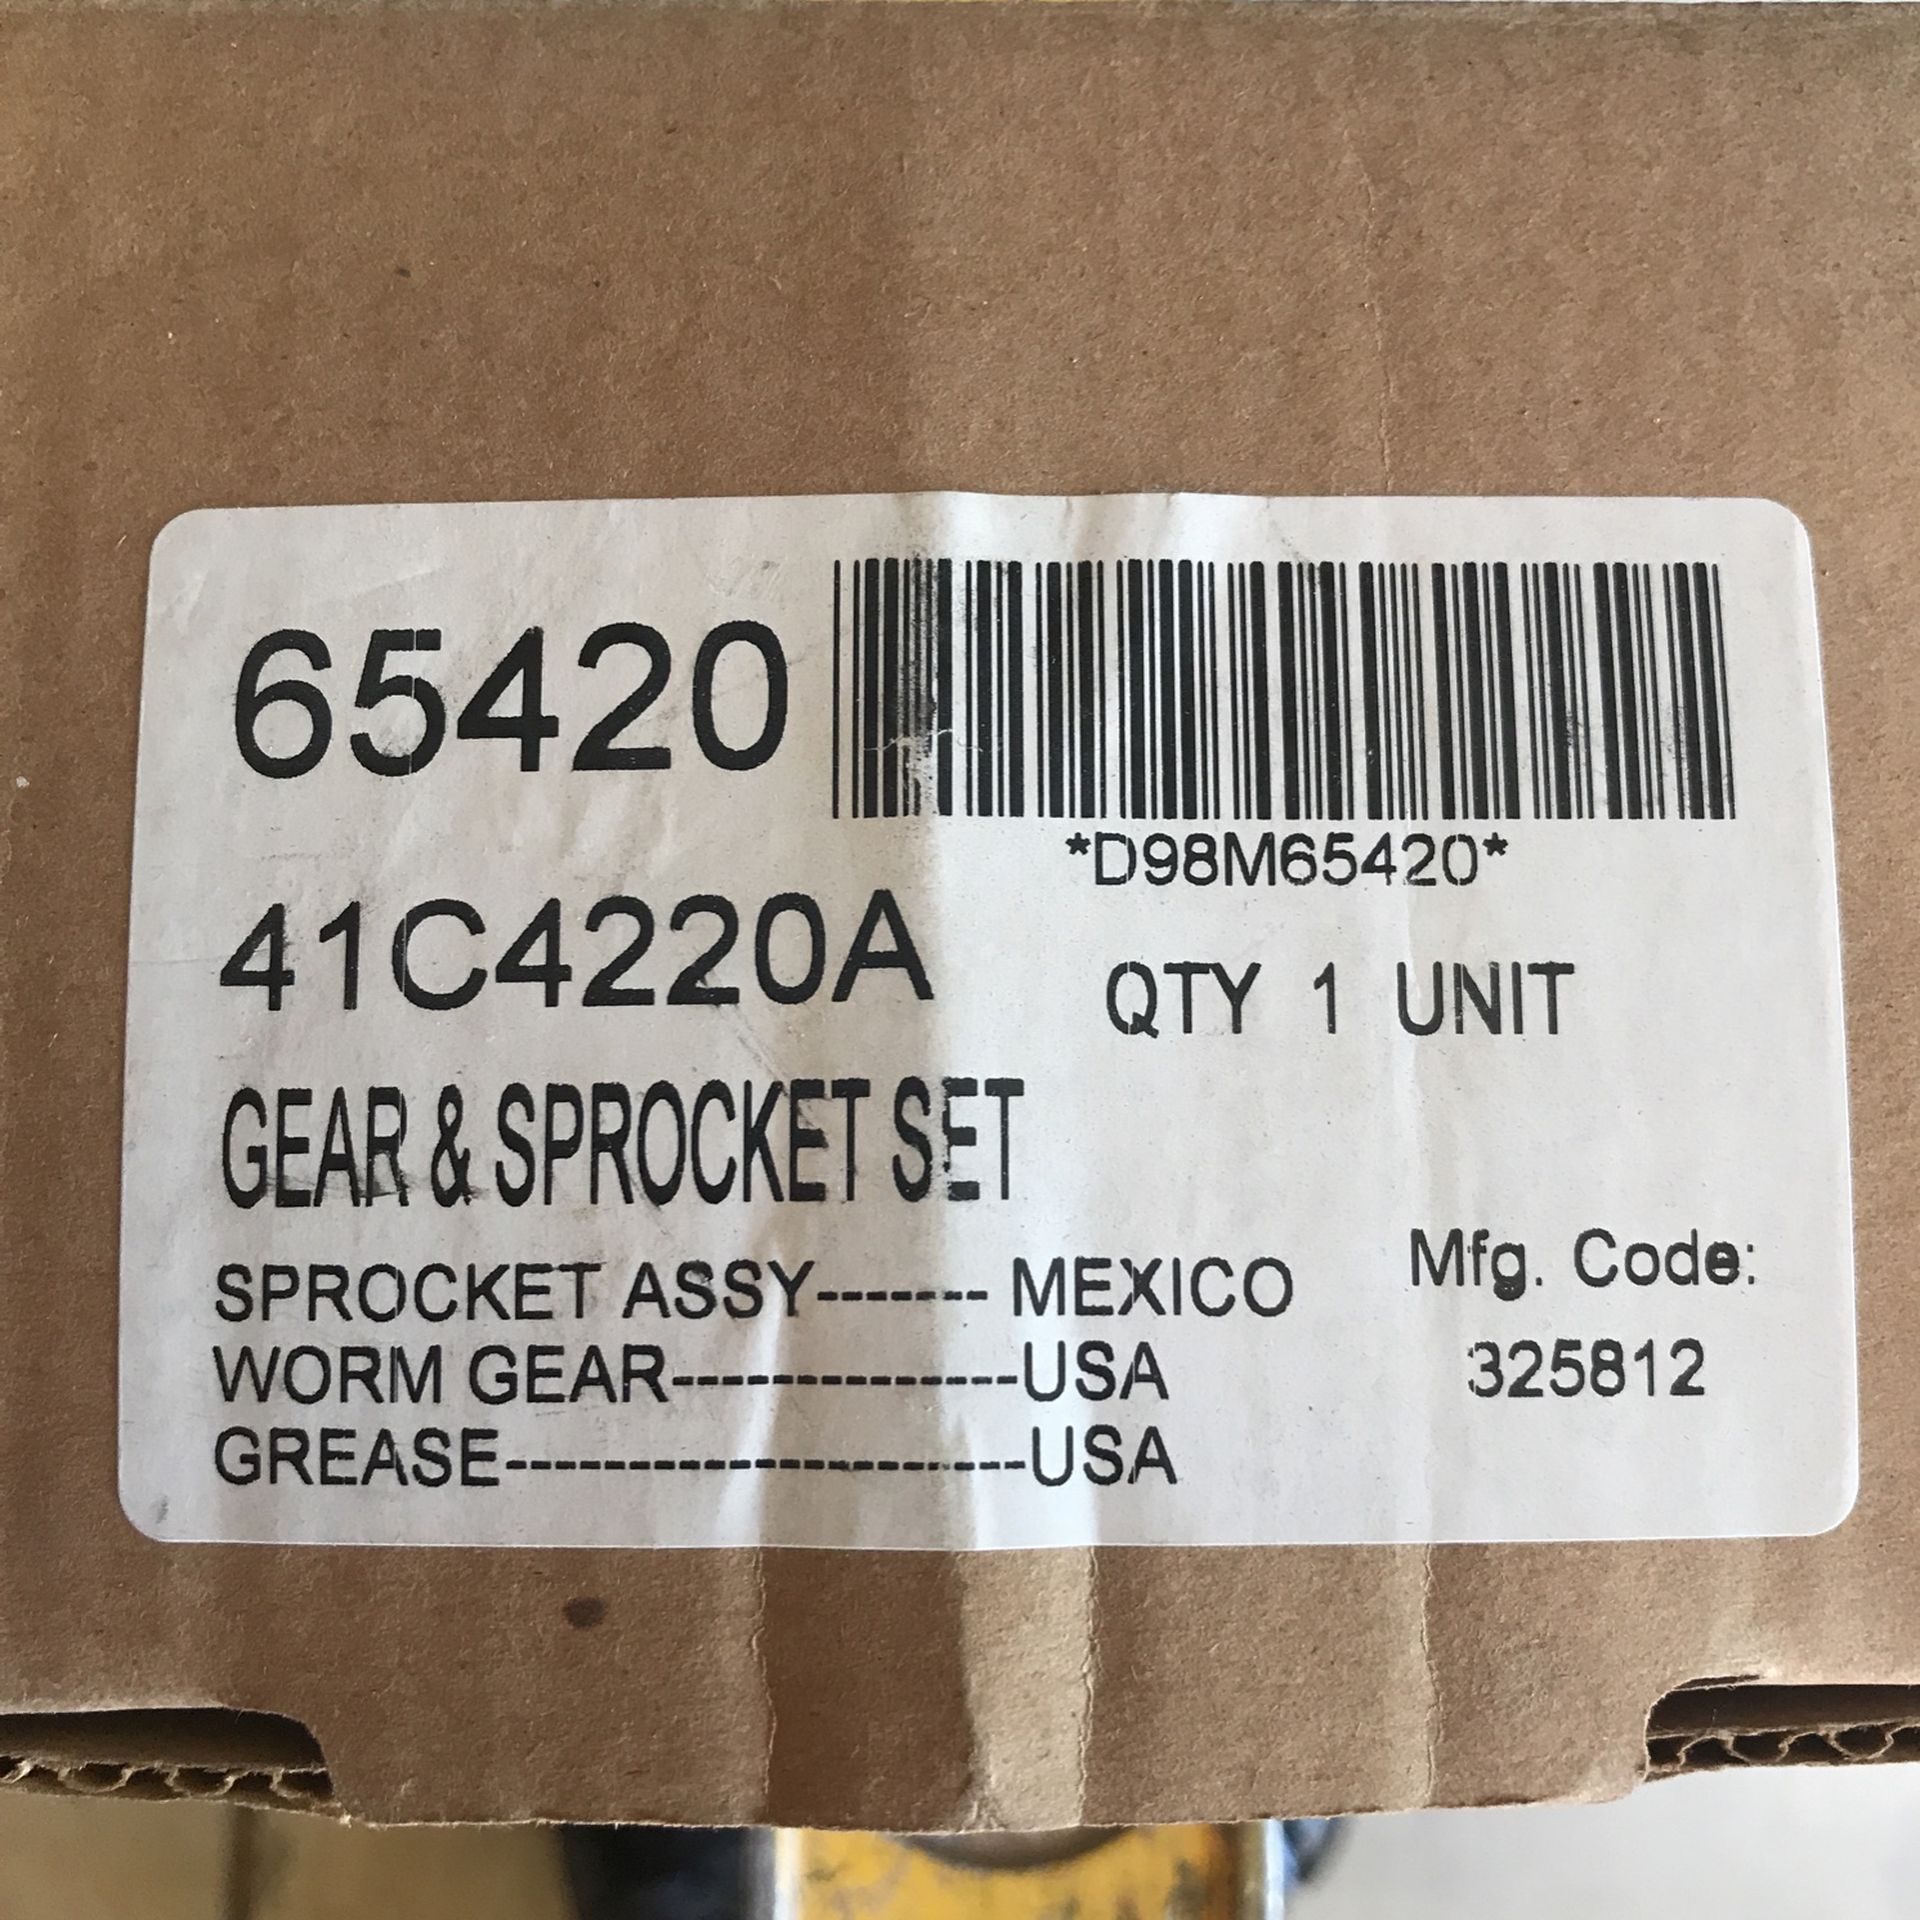 65420
*D98M65420*
41C4220A
QTY 1 UNIT
GEAR & SPROCKET SET
SPROCKET ASSY------- MEXICO
WORM GEAR--------------USA
GREASE---------------------USA
Mfg. Code:
325812